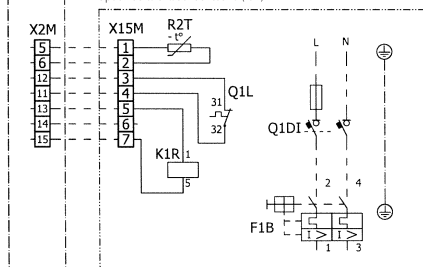 X2M X15M R2T
- t°
5 1
6 2
12 3
11 4
13 5
14 6
15 7
Q1L
31
32
K1R
1
5
L N
Q1DI
2 4
F1B
I > I >
1 3